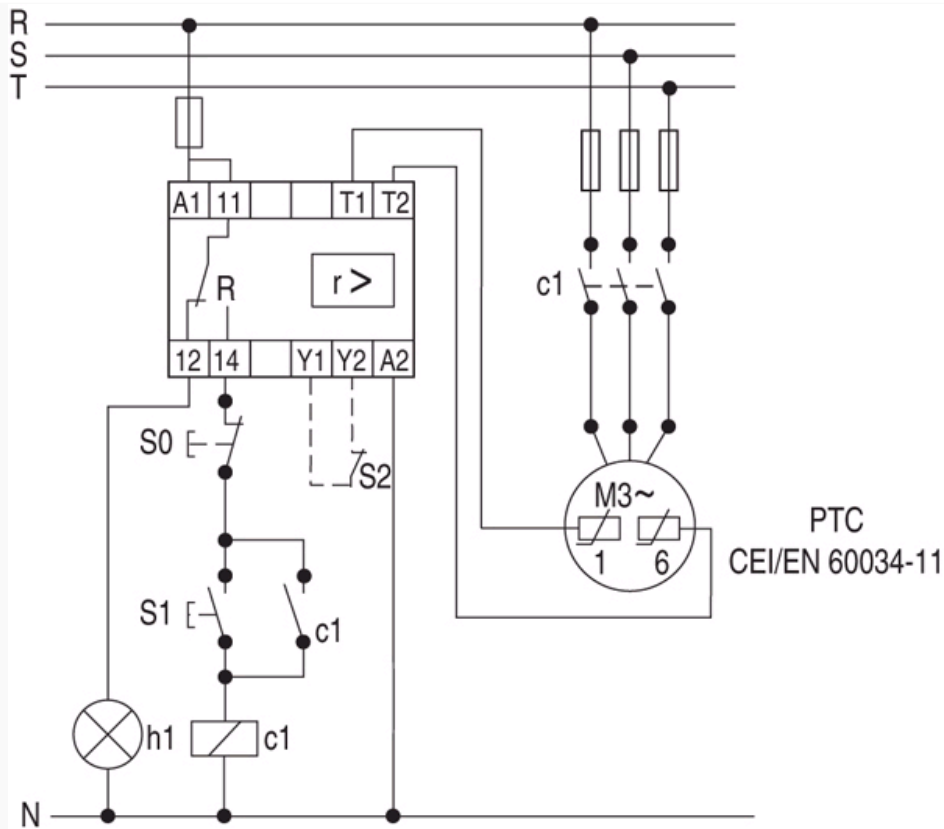 R
S
T
A1 11 T1 T2
c1
R r>
12 14 Y1 Y2 A2
S0
S2
M3~
1 6
PTC
CEI/EN 60034-11
S1
c1
h1 c1
N